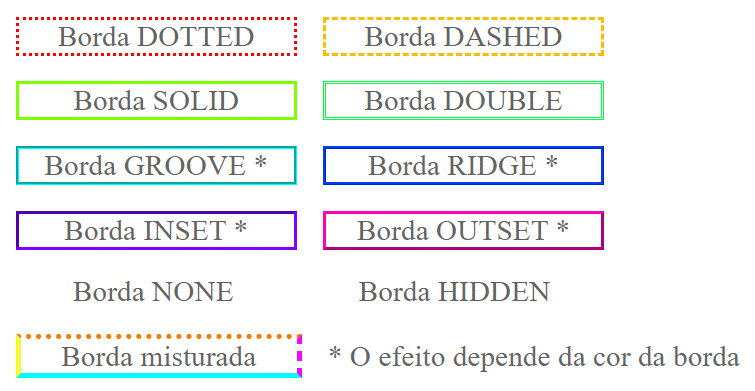 Borda DOTTED
Borda DASHED
Borda SOLID
Borda DOUBLE
Borda GROOVE *
Borda RIDGE *
Borda INSET *
Borda OUTSET *
Borda NONE
Borda HIDDEN
Borda misturada
* O efeito depende da cor da borda